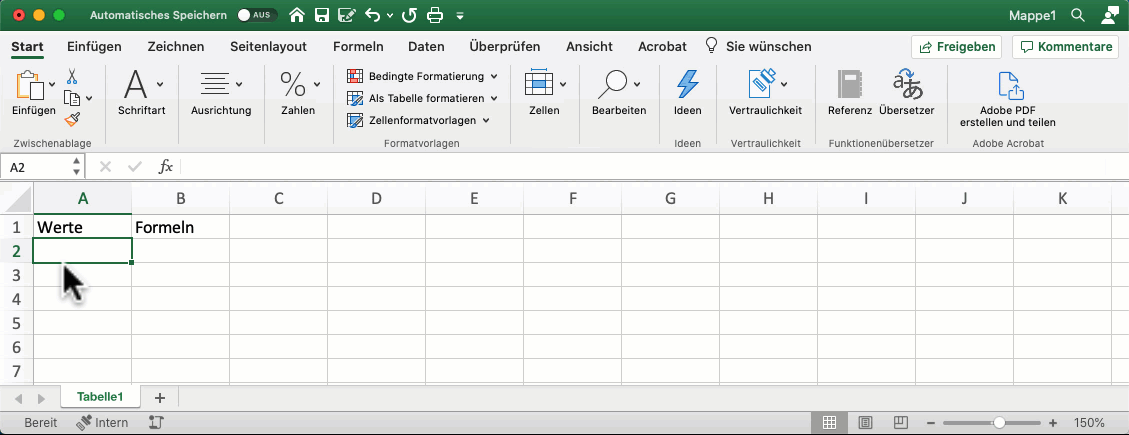 Automatisches Speichern AUS Mappe1
Start Einfügen Zeichnen Seitenlayout Formeln Daten Überprüfen Ansicht Acrobat Sie wünschen Freigeben Kommentare
Einfügen Schriftart Ausrichtung % Zahlen Bedingte Formatierung Zellen Bearbeiten Ideen Vertraulichkeit Referenz Übersetzer Adobe PDF
Als Tabelle formatieren erstellen und teilen
Zellenformatvorlagen
Zwischenablage Formatvorlagen Ideen Vertraulichkeit Funktionenübersetzer Adobe Acrobat
A2 fx
A B C D E F G H I J K
1 Werte Formeln
2
3
4
5
6
7
Tabelle1
Bereit Intern 150%